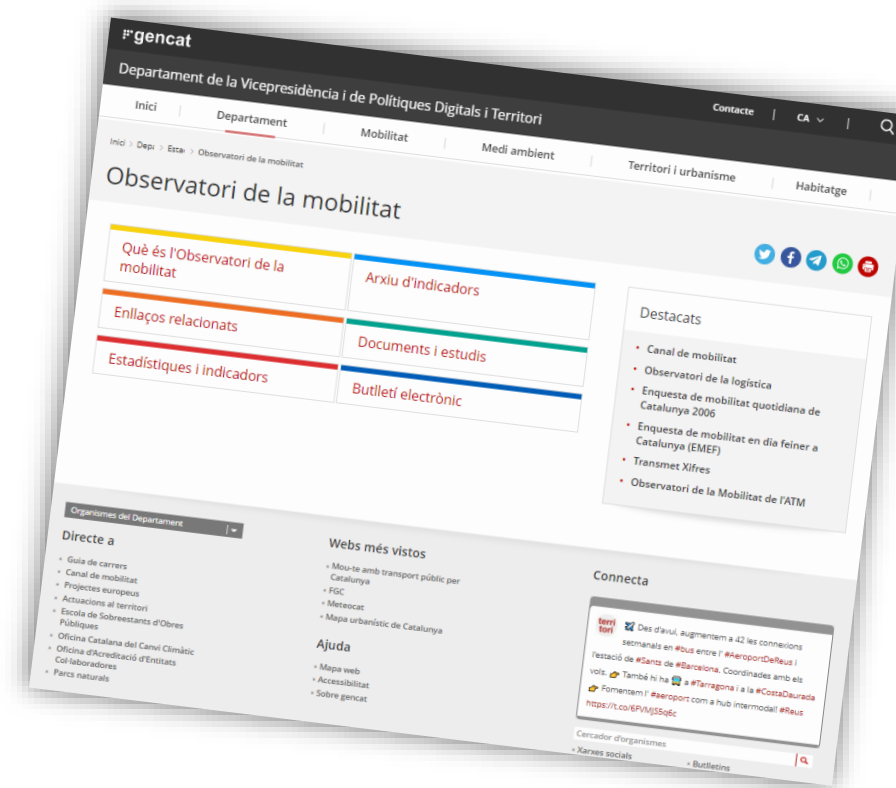 gencat
Departament de la Vicepresidència i de Polítiques Digitals i Territori
Contacte | CA
Inici
Departament
Mobilitat
Medi ambient
Territori i urbanisme
Habitatge
Inici > Depa > Esta > Observatori de la mobilitat
Observatori de la mobilitat
Què és l'Observatori de la
mobilitat
Arxiu d'indicadors
Enllaços relacionats
Documents i estudis
Estadístiques i indicadors
Butlletí electrònic
Destacats
Canal de mobilitat
Observatori de la logística
Enquesta de mobilitat quotidiana de
Catalunya 2006
Enquesta de mobilitat en dia feiner a
Catalunya (EMEF)
Transmet Xifres
Observatori de la Mobilitat de l'ATM
Organismes del Departament
Directe a
Guia de carrers
Canal de mobilitat
Projectes europeus
Actuacions al territori
Escola de Sobreestants d'Obres
Públiques
Oficina Catalana del Canvi Climàtic
Oficina d'Acreditació d'Entitats
Col·laboradores
Parcs naturals
Webs més vistos
Mou-te amb transport públic per
Catalunya
FGC
Meteocat
Mapa urbanístic de Catalunya
Ajuda
Mapa web
Accessibilitat
Sobre gencat
Connecta
terri
tori
Des d'avui, augmentem a 42 les connexions
setmanals en #bus entre l' #AeroportDeReus i
l'estació de #Sants de #Barcelona. Coordinades amb els
vols. 👉 També hi ha 🚆 a #Tarragona i a la #CostaDaurada
👉 Fomentem l' #aeroport com a hub intermodal! #Reus
https://t.co/6FVMJS5q6c
Cercador d'organismes
Xarxes socials
Butlletins